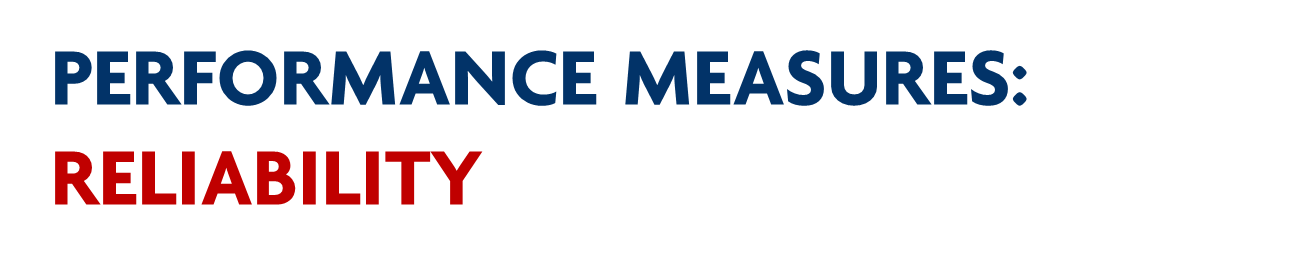 PERFORMANCE MEASURES:
RELIABILITY